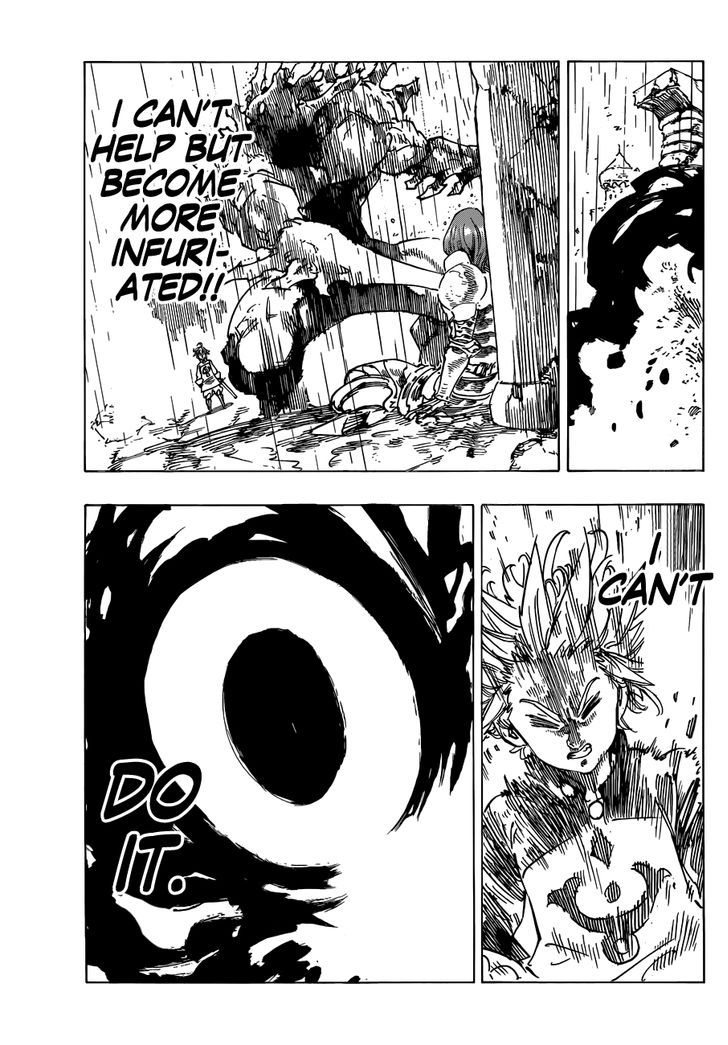 I CAN'T
HELP BUT
BECOME
MORE
INFURI-
ATED!!
I
CAN'T
DO
IT.